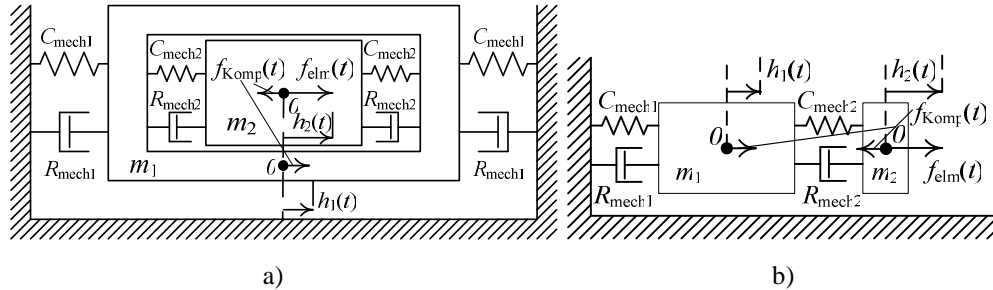 C_mech1
C_mech2
C_mech2
C_mech1
f_Komp(t)
f_elm(t)
R_mech2
R_mech2
0
m_2
h_2(t)
R_mech1
m_1
0
R_mech1
h_1(t)
a)
h_1(t)
h_2(t)
C_mech1
C_mech2
f_Komp(t)
0
0
R_mech1
m_1
R_mech2
m_2
f_elm(t)
b)